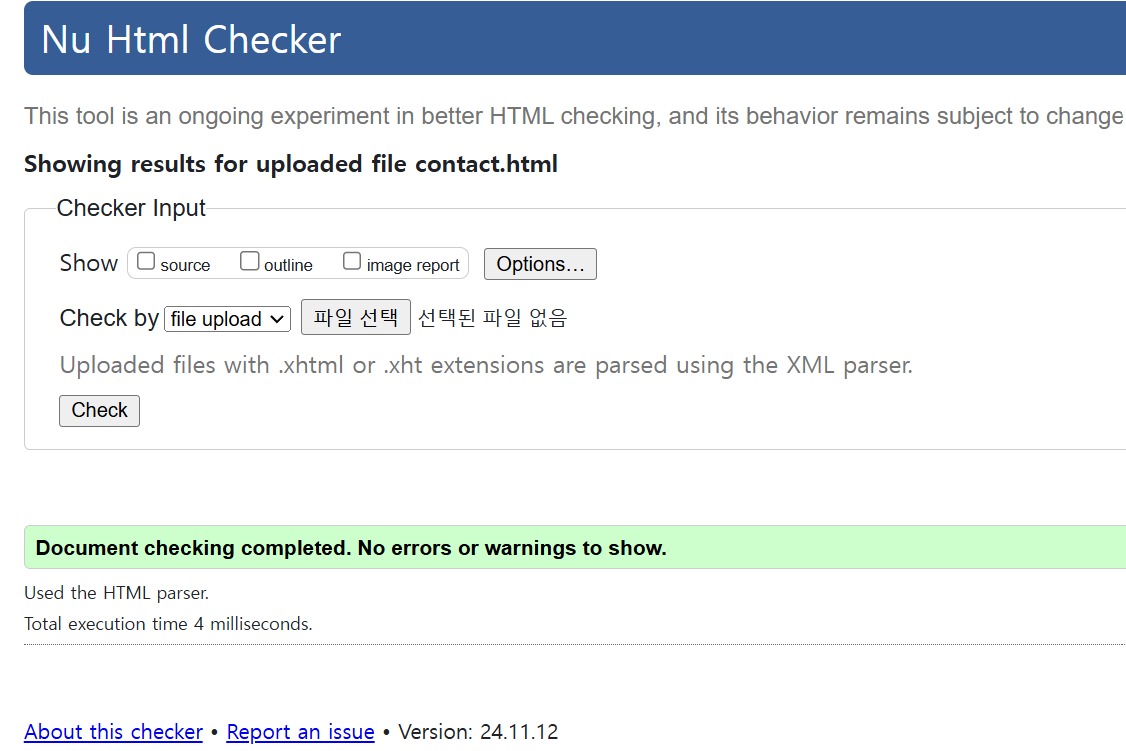 Nu Html Checker
This tool is an ongoing experiment in better HTML checking, and its behavior remains subject to change
Showing results for uploaded file contact.html
Checker Input
Show source outline image report Options...
Check by file upload 파일 선택 선택된 파일 없음
Uploaded files with .xhtml or .xht extensions are parsed using the XML parser.
Check
Document checking completed. No errors or warnings to show.
Used the HTML parser.
Total execution time 4 milliseconds.
About this checker • Report an issue • Version: 24.11.12